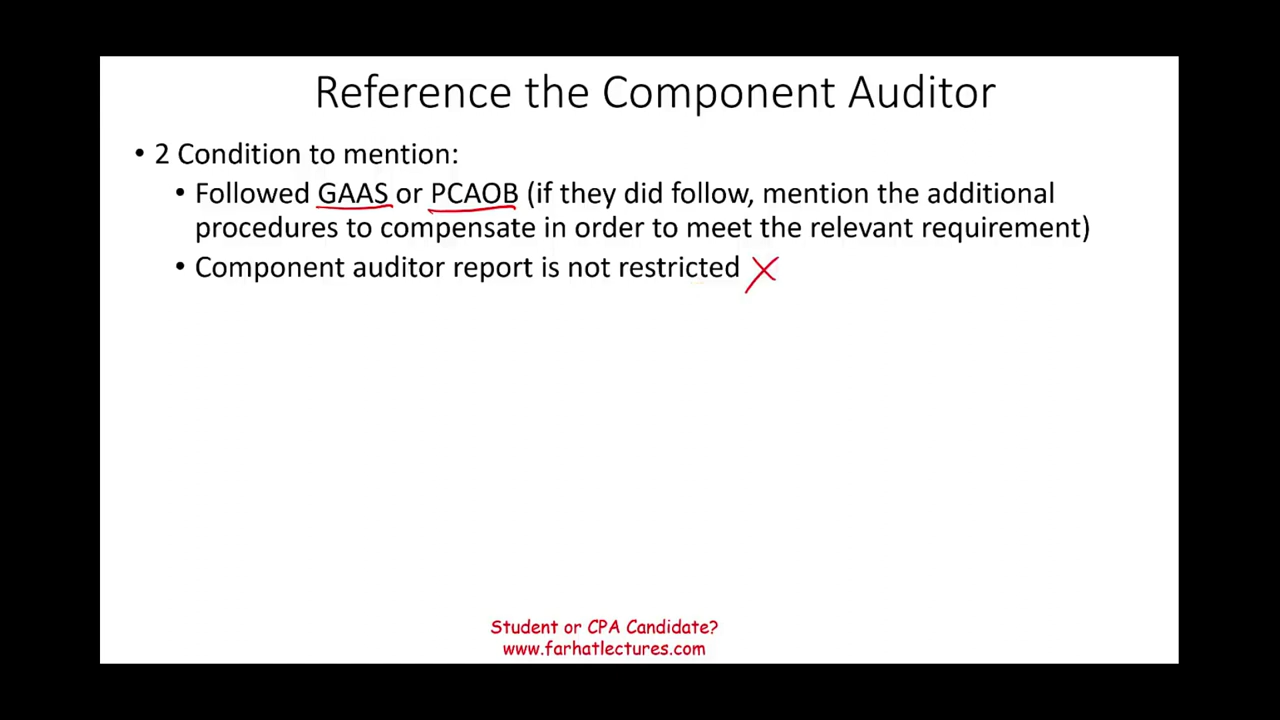 Reference the Component Auditor
• 2 Condition to mention:
• Followed GAAS or PCAOB (if they did follow, mention the additional
procedures to compensate in order to meet the relevant requirement)
• Component auditor report is not restricted
Student or CPA Candidate?
www.farhatlectures.com